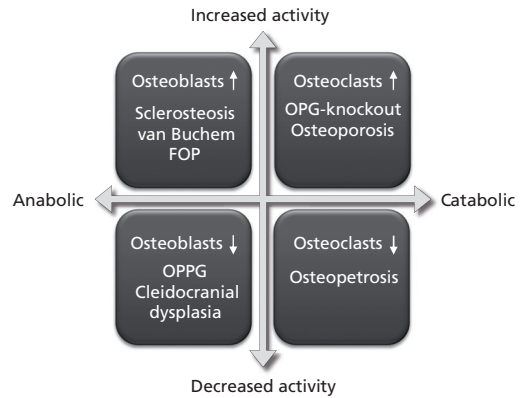 Increased activity
Osteoblasts ↑
Sclerosteosis
van Buchem
FOP
Osteoclasts ↑
OPG-knockout
Osteoporosis
Anabolic
Catabolic
Osteoblasts ↓
OPPG
Cleidocranial
dysplasia
Osteoclasts ↓
Osteopetrosis
Decreased activity